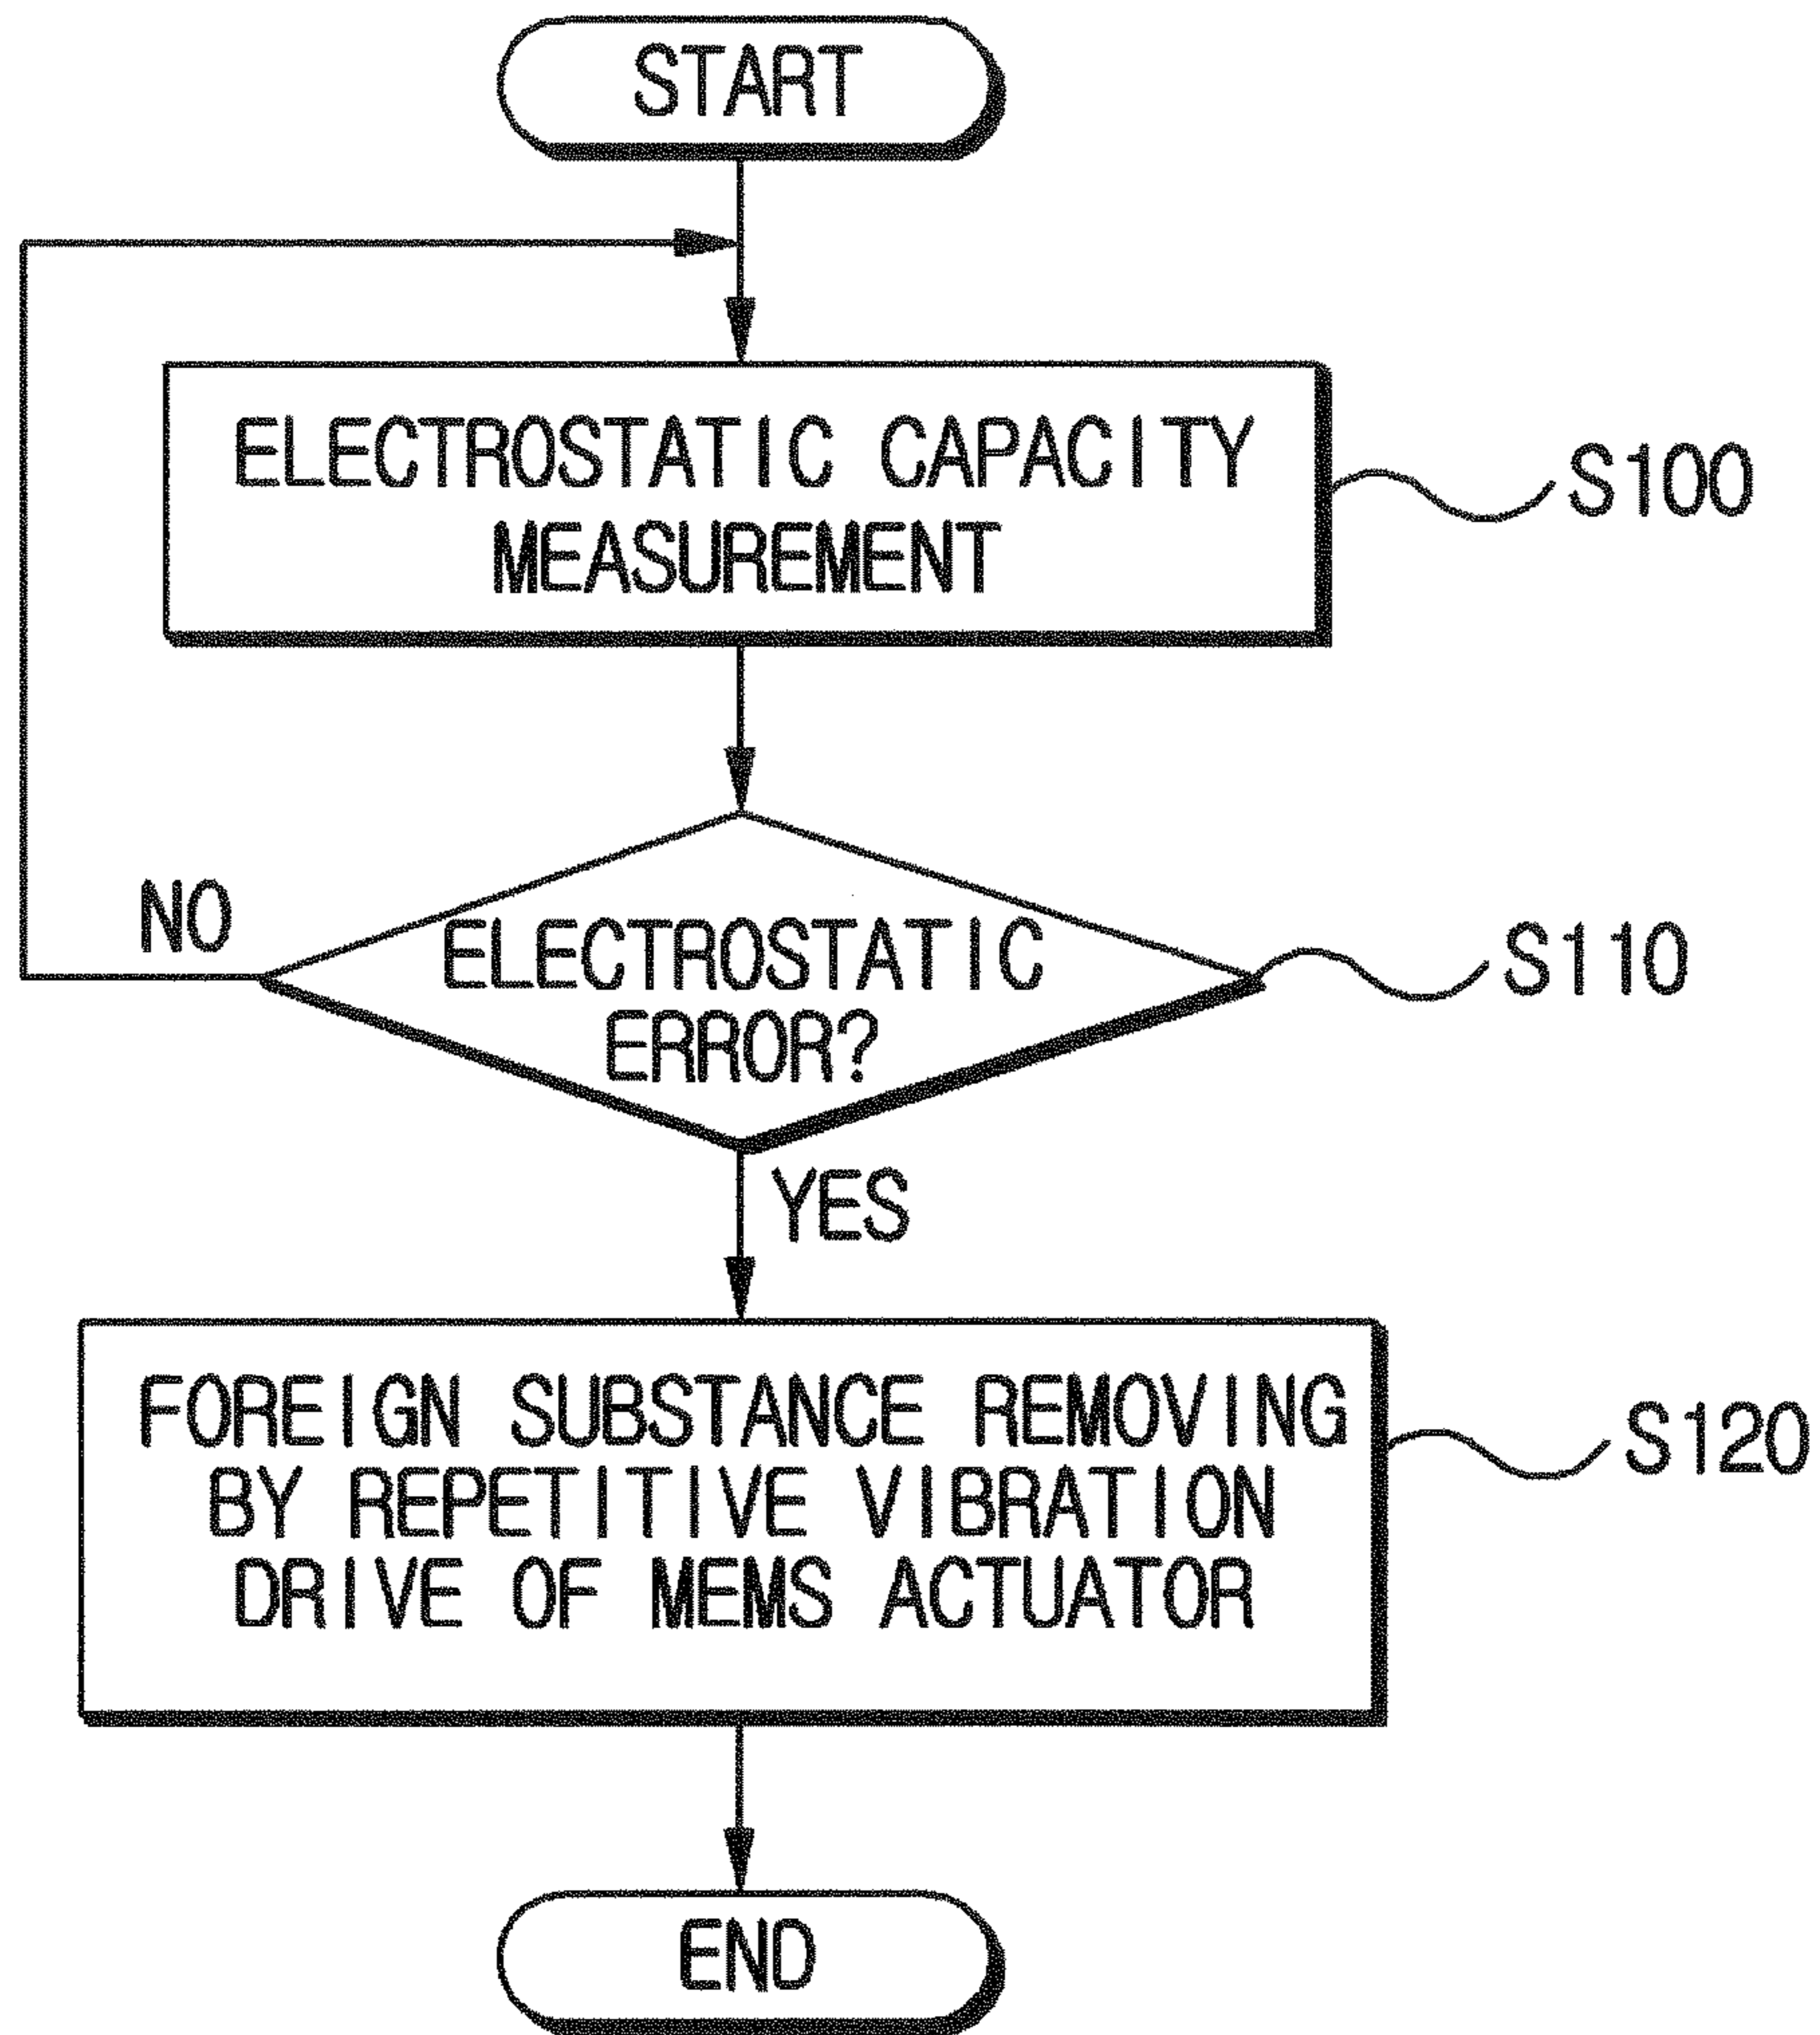 START
ELECTROSTATIC CAPACITY
MEASUREMENT
S100
NO
ELECTROSTATIC
ERROR?
S110
YES
FOREIGN SUBSTANCE REMOVING
BY REPETITIVE VIBRATION
DRIVE OF MEMS ACTUATOR
S120
END